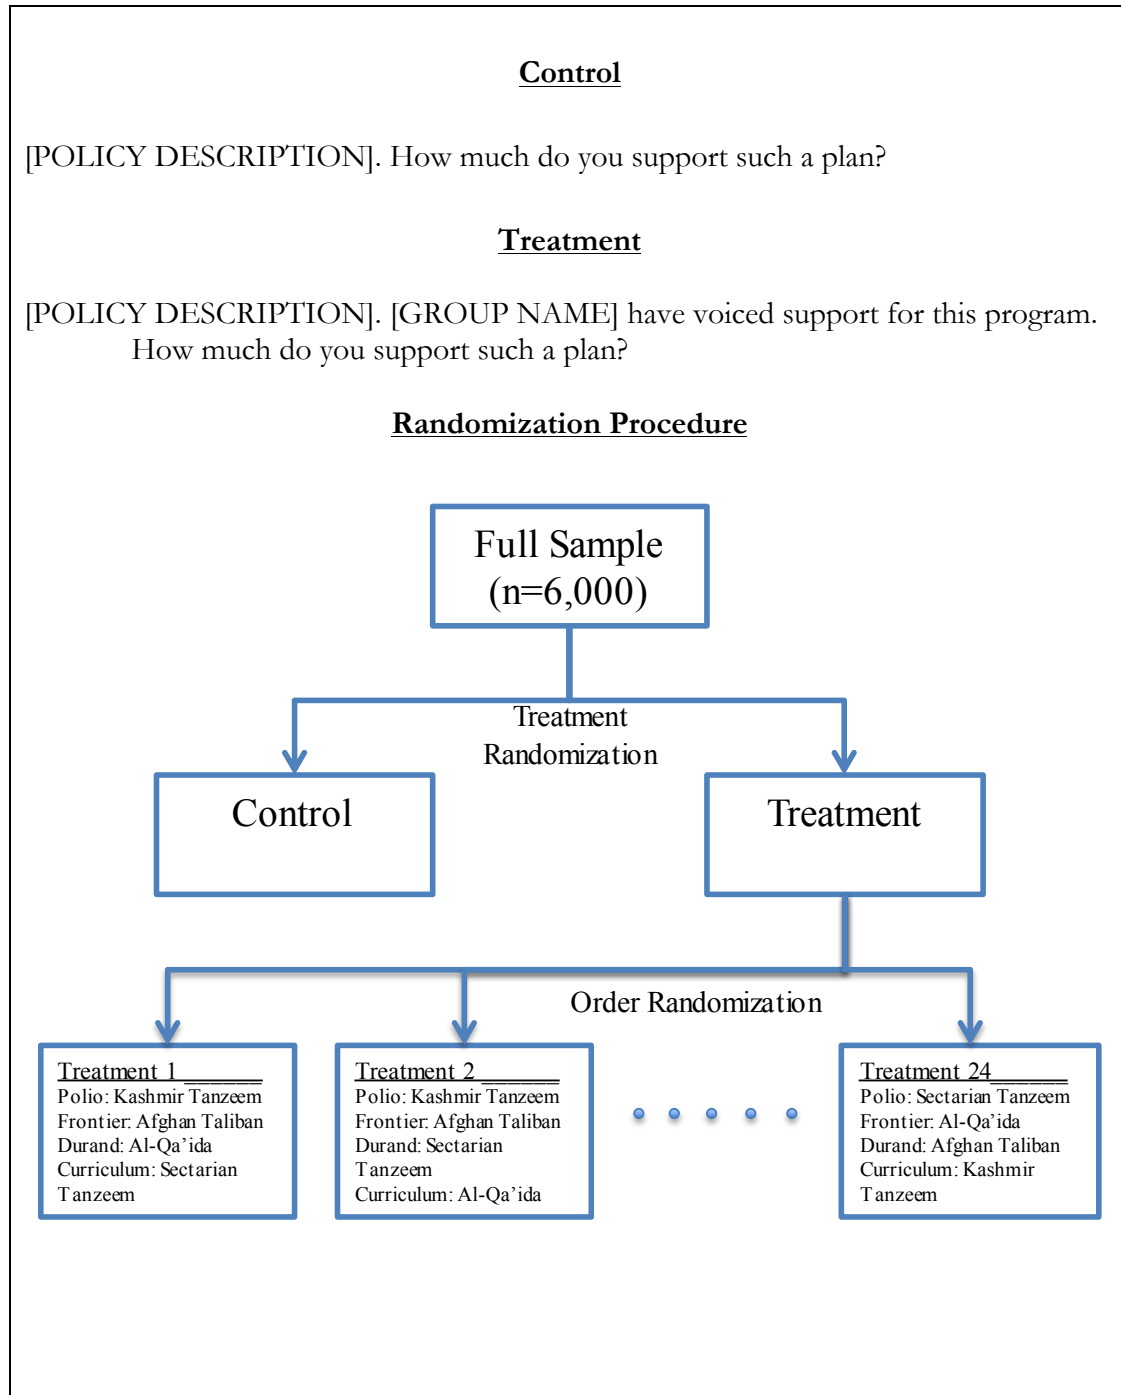 Control
[POLICY DESCRIPTION]. How much do you support such a plan?
Treatment
[POLICY DESCRIPTION]. [GROUP NAME] have voiced support for this program.
How much do you support such a plan?
Randomization Procedure
Full Sample
(n=6,000)
Treatment
Randomization
Control
Treatment
Order Randomization
Treatment 1______
Polio: Kashmir Tanzeem
Frontier: Afghan Taliban
Durand: Al-Qa’ida
Curriculum: Sectarian
Tanzeem
Treatment 2______
Polio: Kashmir Tanzeem
Frontier: Afghan Taliban
Durand: Sectarian
Tanzeem
Curriculum: Al-Qa’ida
Treatment 24______
Polio: Sectarian Tanzeem
Frontier: Al-Qa’ida
Durand: Afghan Taliban
Curriculum: Kashmir
Tanzeem